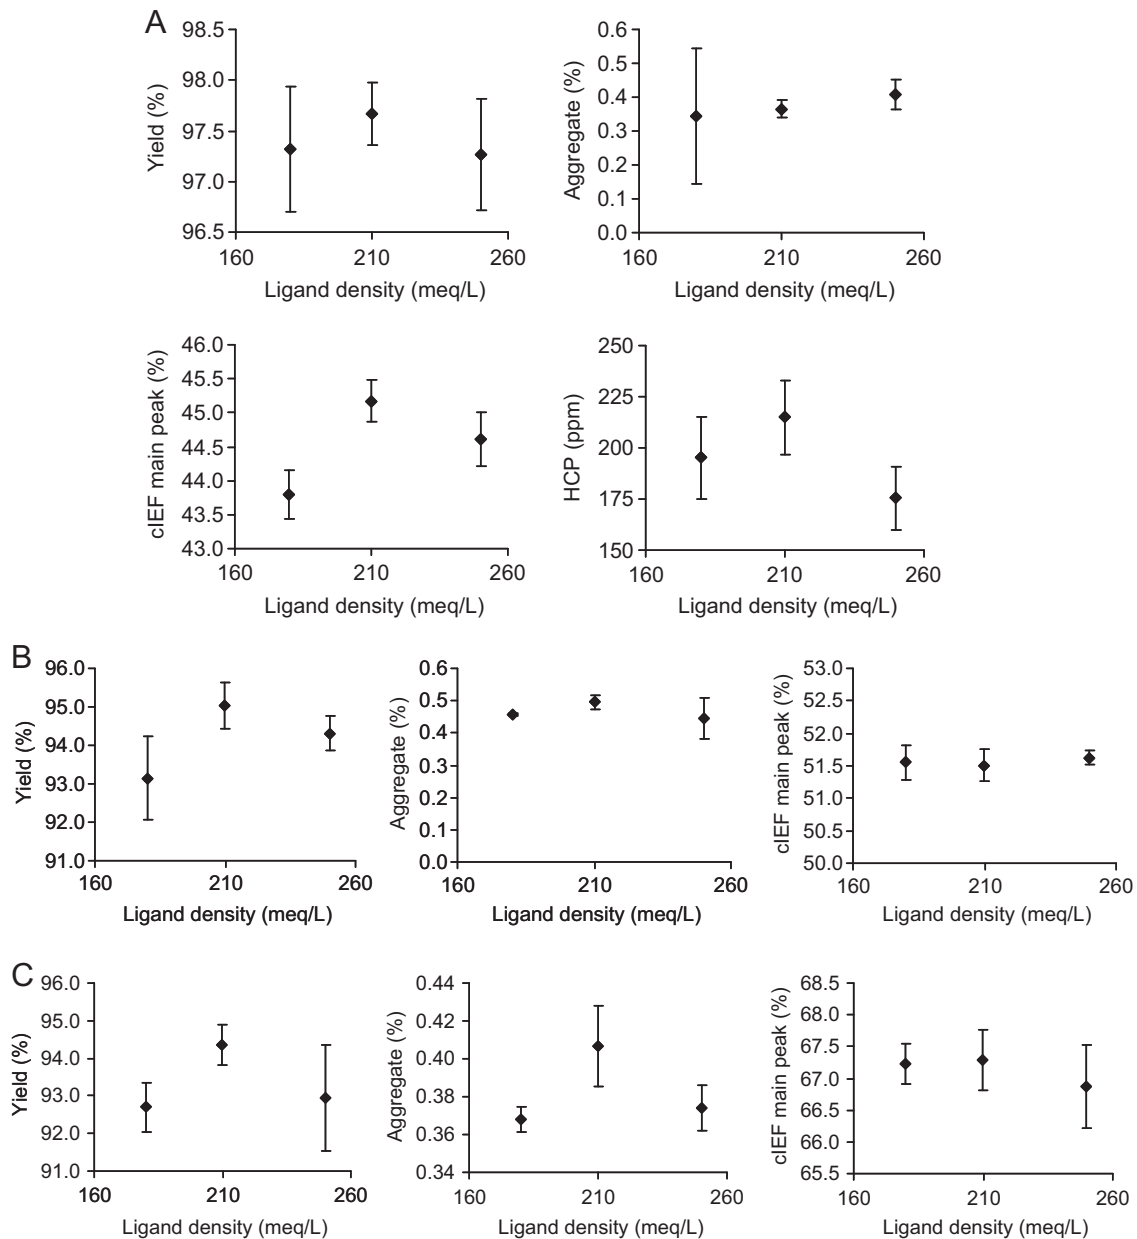 A
Yield (%)
98.5
98.0
97.5
97.0
96.5
160 210 260
Ligand density (meq/L)
Aggregate (%)
0.6
0.5
0.4
0.3
0.2
0.1
0.0
160 210 260
Ligand density (meq/L)
cIEF main peak (%)
46.0
45.5
45.0
44.5
44.0
43.5
43.0
160 210 260
Ligand density (meq/L)
HCP (ppm)
250
225
200
175
150
160 210 260
Ligand density (meq/L)
B
Yield (%)
96.0
95.0
94.0
93.0
92.0
91.0
160 210 260
Ligand density (meq/L)
Aggregate (%)
0.6
0.5
0.4
0.3
0.2
0.1
0.0
160 210 260
Ligand density (meq/L)
cIEF main peak (%)
53.0
52.5
52.0
51.5
51.0
50.5
50.0
160 210 260
Ligand density (meq/L)
C
Yield (%)
96.0
95.0
94.0
93.0
92.0
91.0
160 210 260
Ligand density (meq/L)
Aggregate (%)
0.44
0.42
0.40
0.38
0.36
0.34
160 210 260
Ligand density (meq/L)
cIEF main peak (%)
68.5
68.0
67.5
67.0
66.5
66.0
65.5
160 210 260
Ligand density (meq/L)